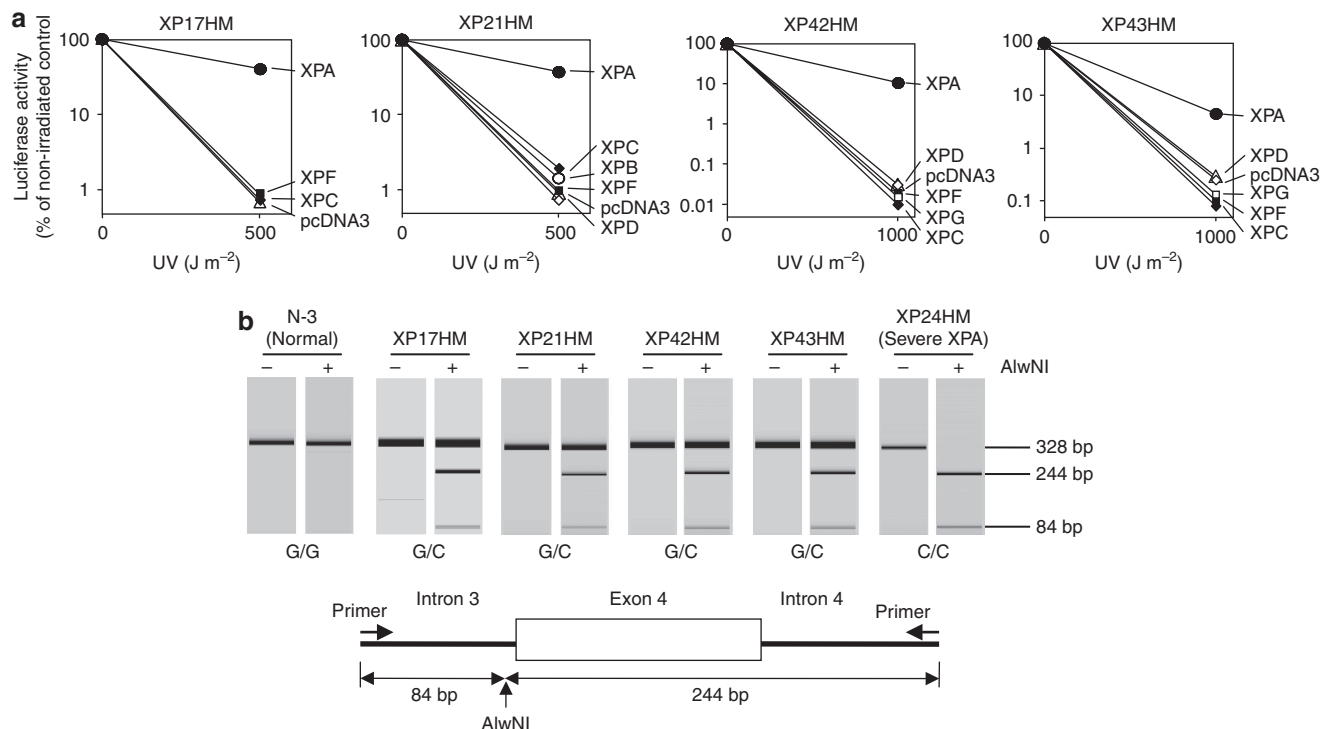 a
XP17HM
XP21HM
XP42HM
XP43HM
Luciferase activity
(% of non-irradiated control
100
10
1
XPA
XPF
XPC
pcDNA3
0
500
UV (J m–2)
100
10
1
XPA
XPC
XPB
XPF
pcDNA3
XPD
0
500
UV (J m–2)
100
10
1
0.1
0.01
XPA
XPD
pcDNA3
XPF
XPG
XPC
0
1000
UV (J m–2)
100
10
1
0.1
XPA
XPD
pcDNA3
XPG
XPF
XPC
0
1000
UV (J m–2)
b
N-3
(Normal)
XP17HM
XP21HM
XP42HM
XP43HM
XP24HM
(Severe XPA)
– + – + – + – + – + – + AlwNI
328 bp
244 bp
84 bp
G/G G/C G/C G/C G/C C/C
Primer
Intron 3
Exon 4
Intron 4
Primer
84 bp
244 bp
AlwNI